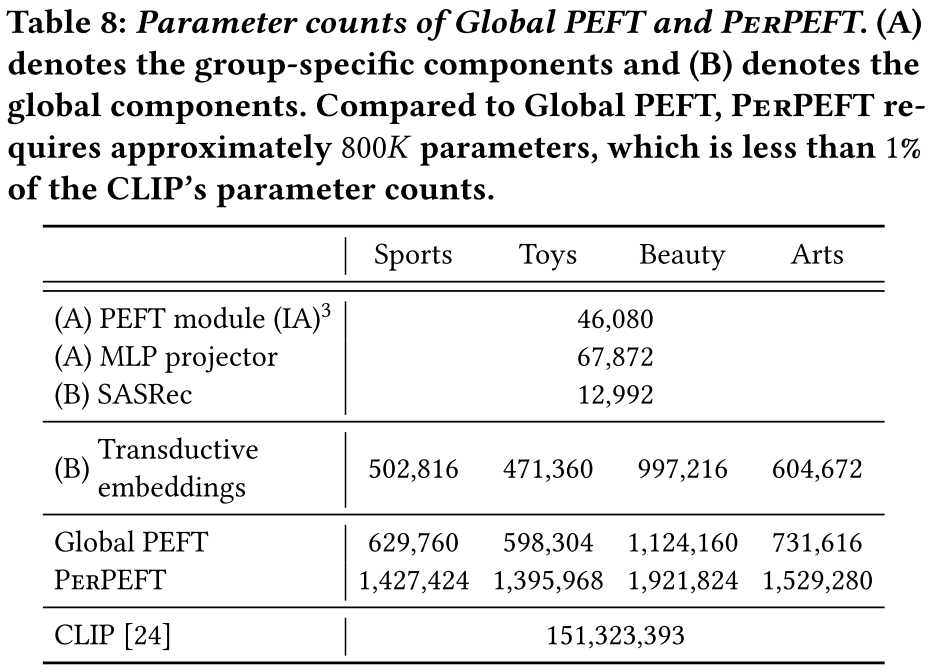 Table 8: Parameter counts of Global PEFT and PERPEFT. (A)
denotes the group-specific components and (B) denotes the
global components. Compared to Global PEFT, PERPEFT re-
quires approximately 800K parameters, which is less than 1%
of the CLIP's parameter counts.
Sports Toys Beauty Arts
(A) PEFT module (IA)³ 46,080
(A) MLP projector 67,872
(B) SASRec 12,992
(B) Transductive embeddings 502,816 471,360 997,216 604,672
Global PEFT 629,760 598,304 1,124,160 731,616
PERPEFT 1,427,424 1,395,968 1,921,824 1,529,280
CLIP [24] 151,323,393